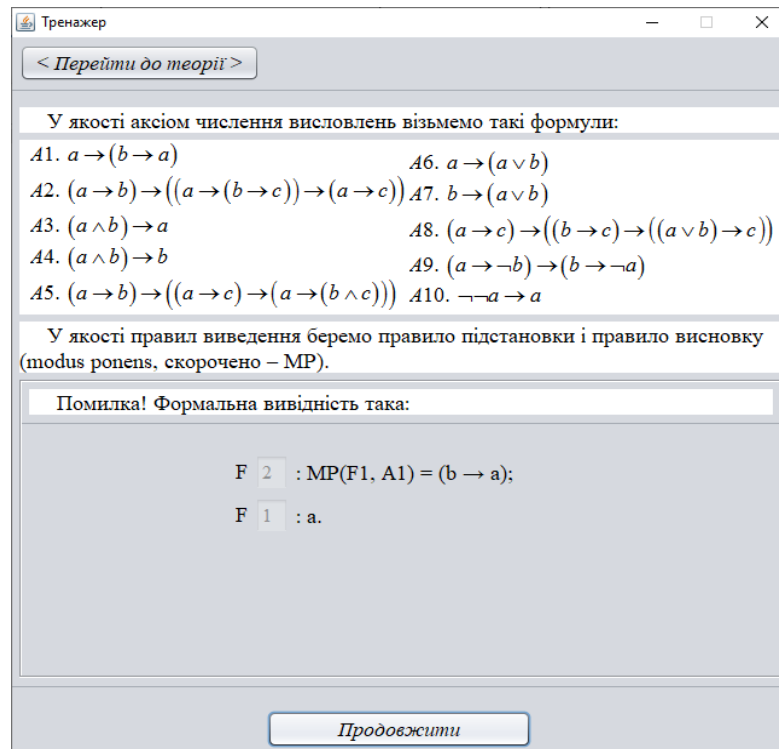 Тренажер
< Перейти до теорії >
У якості аксіом числення висловлень візьмемо такі формули:
A1. a → (b → a)
A2. (a → b) → ((a → (b → c)) → (a → c))
A3. (a ∧ b) → a
A4. (a ∧ b) → b
A5. (a → b) → ((a → c) → (a → (b ∧ c)))
A6. a → (a ∨ b)
A7. b → (a ∨ b)
A8. (a → c) → ((b → c) → ((a ∨ b) → c))
A9. (a → ¬b) → (b → ¬a)
A10. ¬¬a → a
У якості правил виведення беремо правило підстановки і правило висновку
(modus ponens, скорочено – MP).
Помилка! Формальна вивідність така:
F 2 : MP(F1, A1) = (b → a);
F 1 : a.
Продовжити